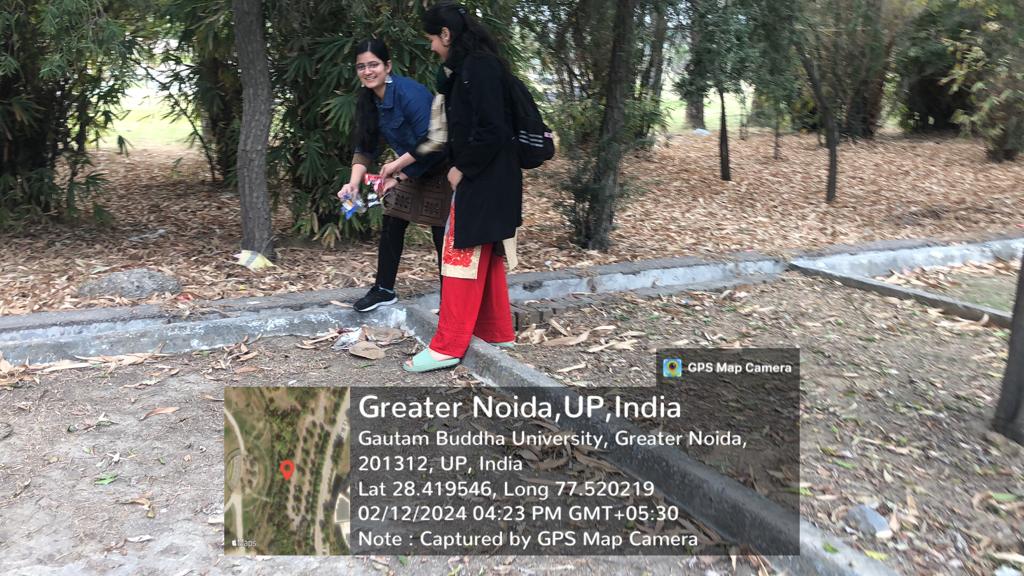 GPS Map Camera
Greater Noida,UP,India
Gautam Buddha University, Greater Noida,
201312, UP, India
Lat 28.419546, Long 77.520219
02/12/2024 04:23 PM GMT+05:30
Note : Captured by GPS Map Camera
Maps